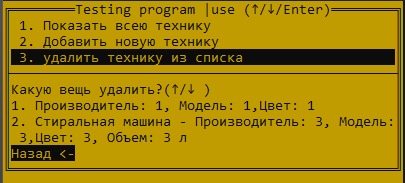 Testing program |use (↑/↓/Enter)
1. Показать всею технику
2. Добавить новую технику
3. удалить технику из списка
Какую вещь удалить?(↑/↓ )
1. Производитель: 1, Модель: 1,Цвет: 1
2. Стиральная машина - Производитель: 3, Модель:
3,Цвет: 3, Объем: 3 л
Назад <-